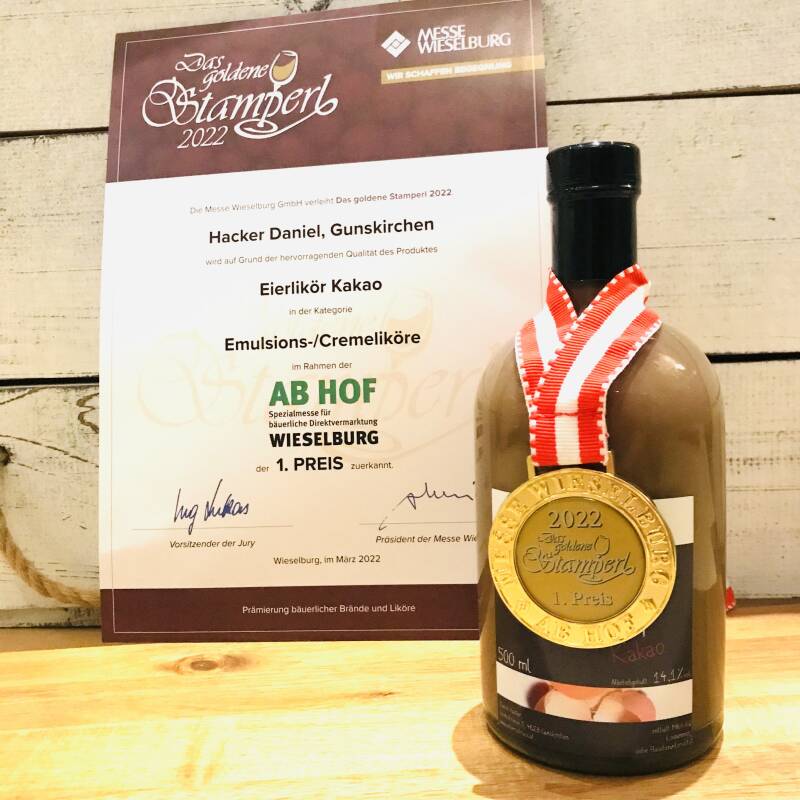 Das
goldene
Stamperl
2022
MESSE
WIESELBURG
WIR SCHAFFEN BEGEGNUNG
Die Messe Wieselburg GmbH verleiht Das goldene Stamperl 2022
Hacker Daniel, Gunskirchen
wird auf Grund der hervorragenden Qualität des Produktes
Eierlikör Kakao
in der Kategorie
Emulsions-/Cremeliköre
im Rahmen der
AB HOF
Spezialmesse für
bäuerliche Direktvermarktung
WIESELBURG
der 1. PREIS zuerkannt.
Vorsitzender der Jury
Präsident der Messe
Wieselburg, im März 2022
Prämierung bäuerlicher Brände und Liköre
MESSE WIESELBURG
2022
Das
goldene
Stamperl
1. Preis
AB HOF
Kakao
500 ml
14,1%